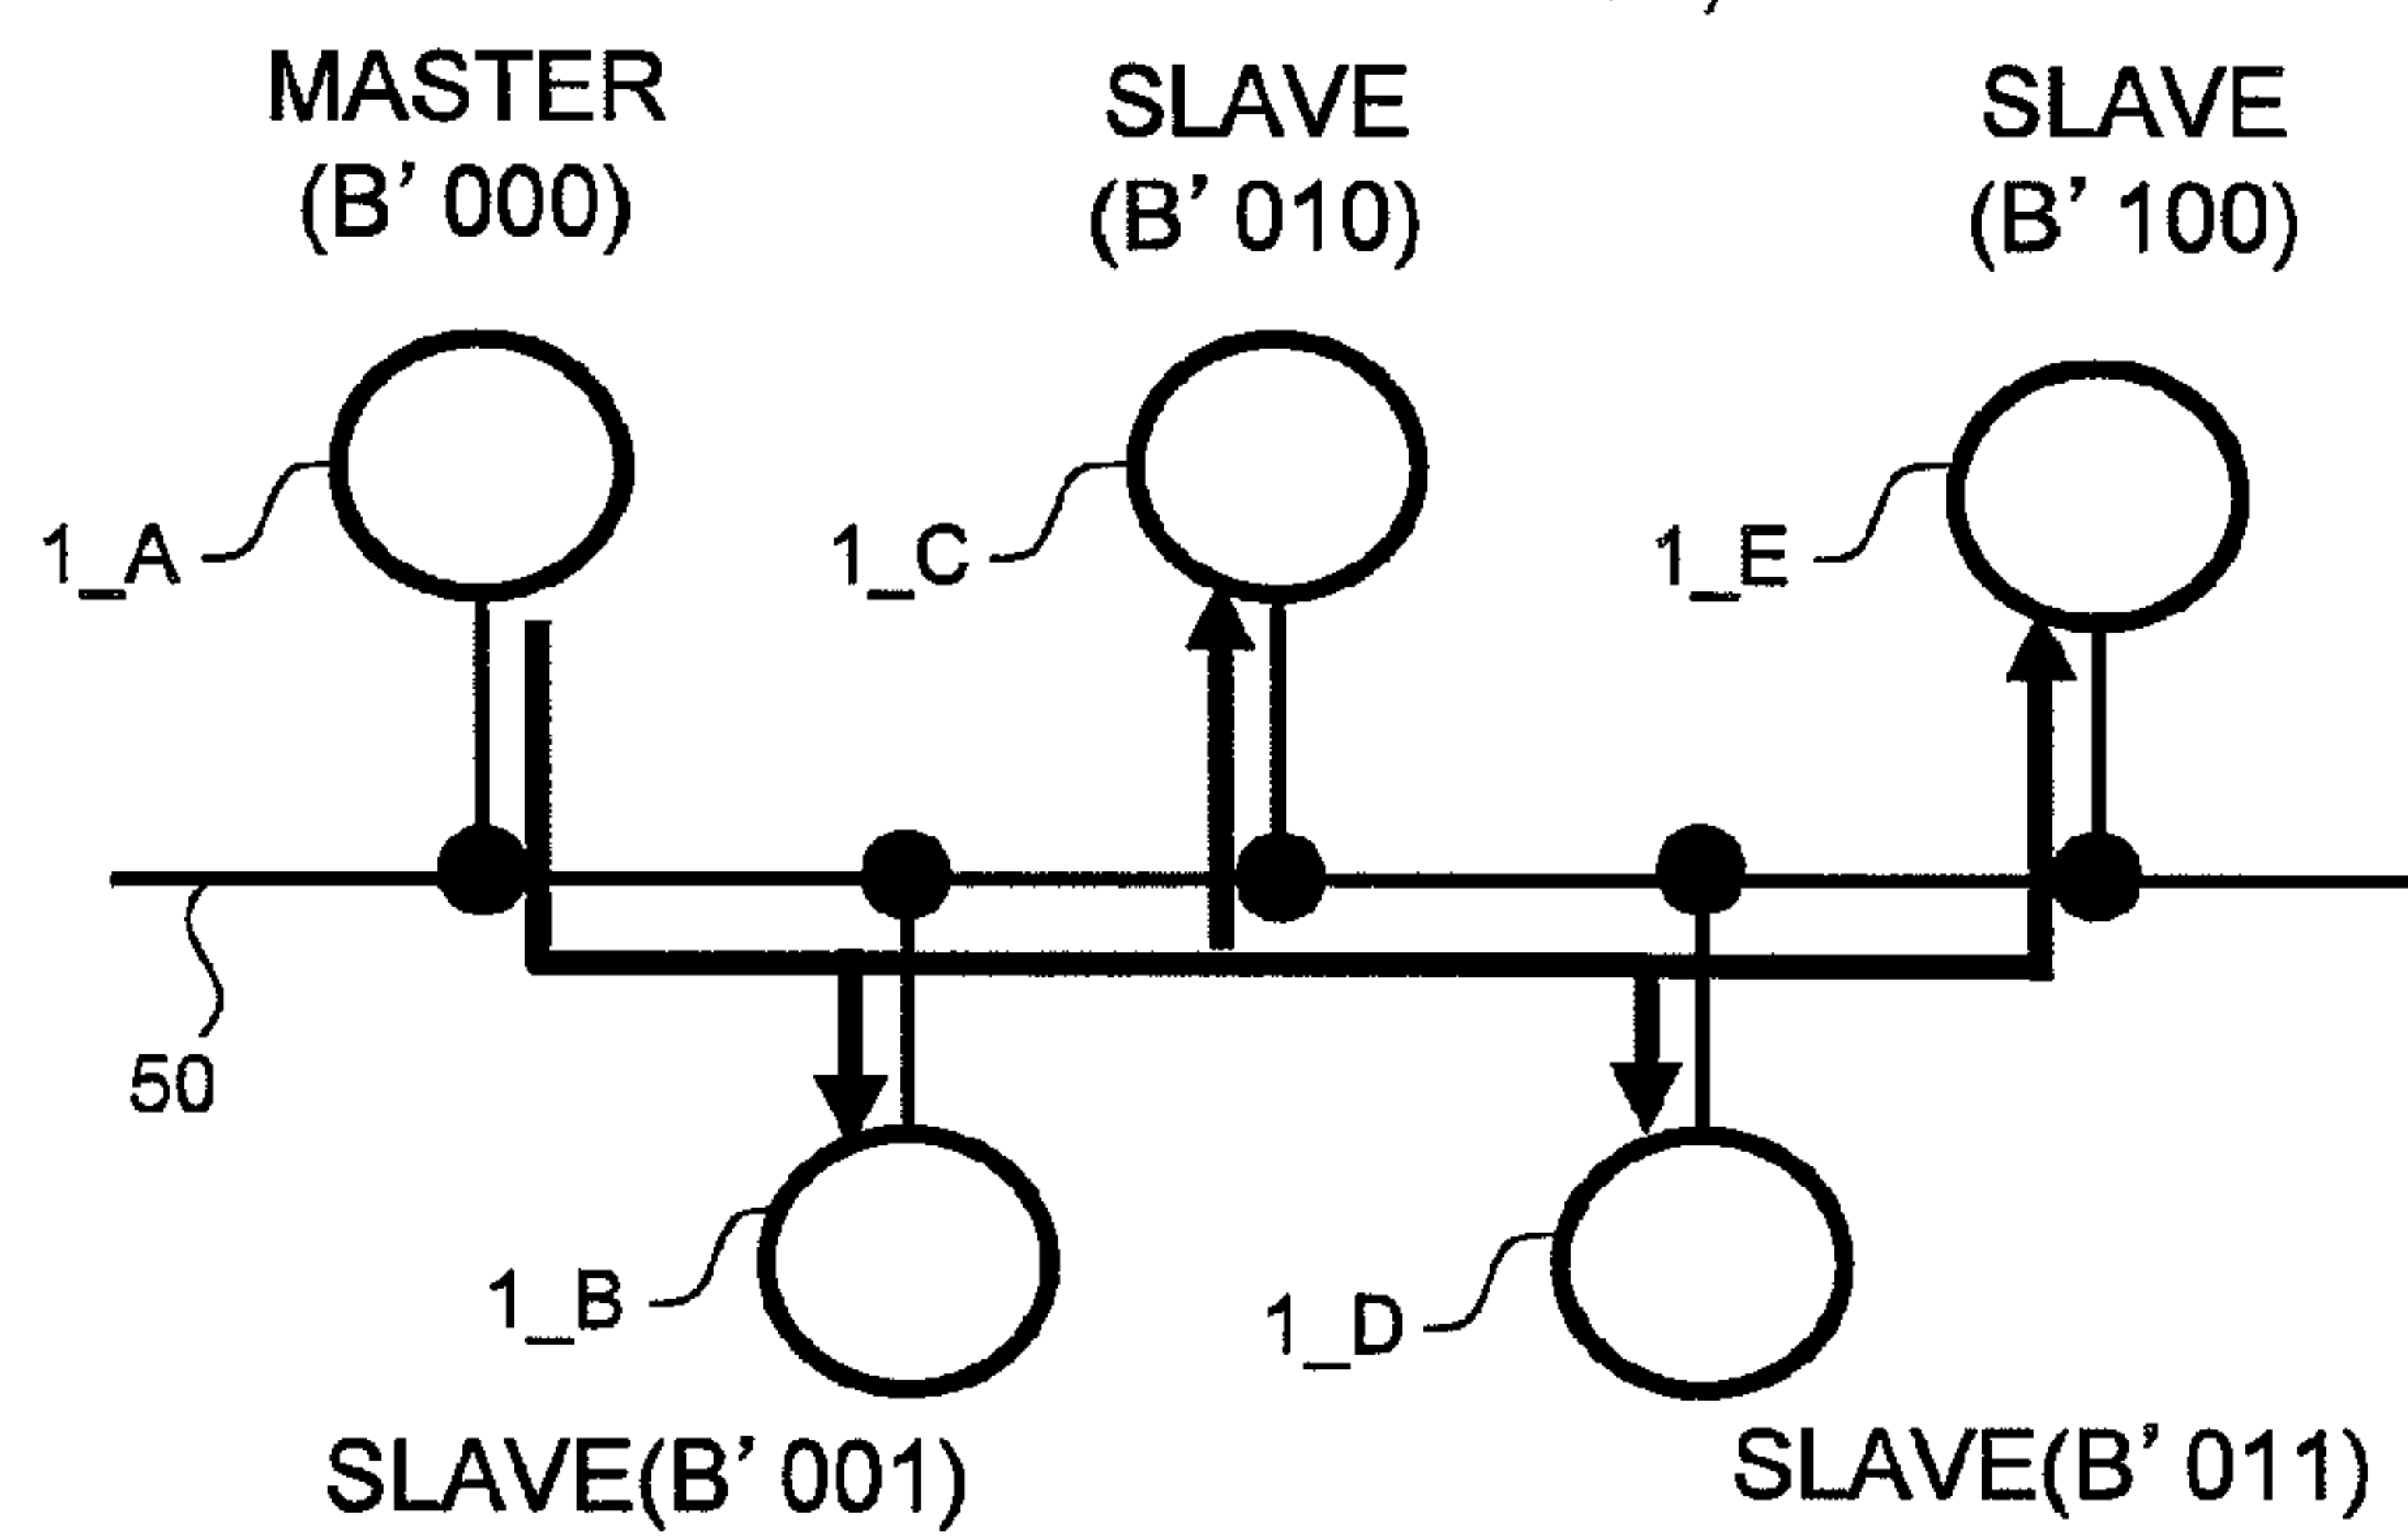 MASTER
(B' 000)
SLAVE
(B' 010)
SLAVE
(B' 100)
1_A
1_C
1_E
50
1_B
1_D
SLAVE(B' 001)
SLAVE(B' 011)